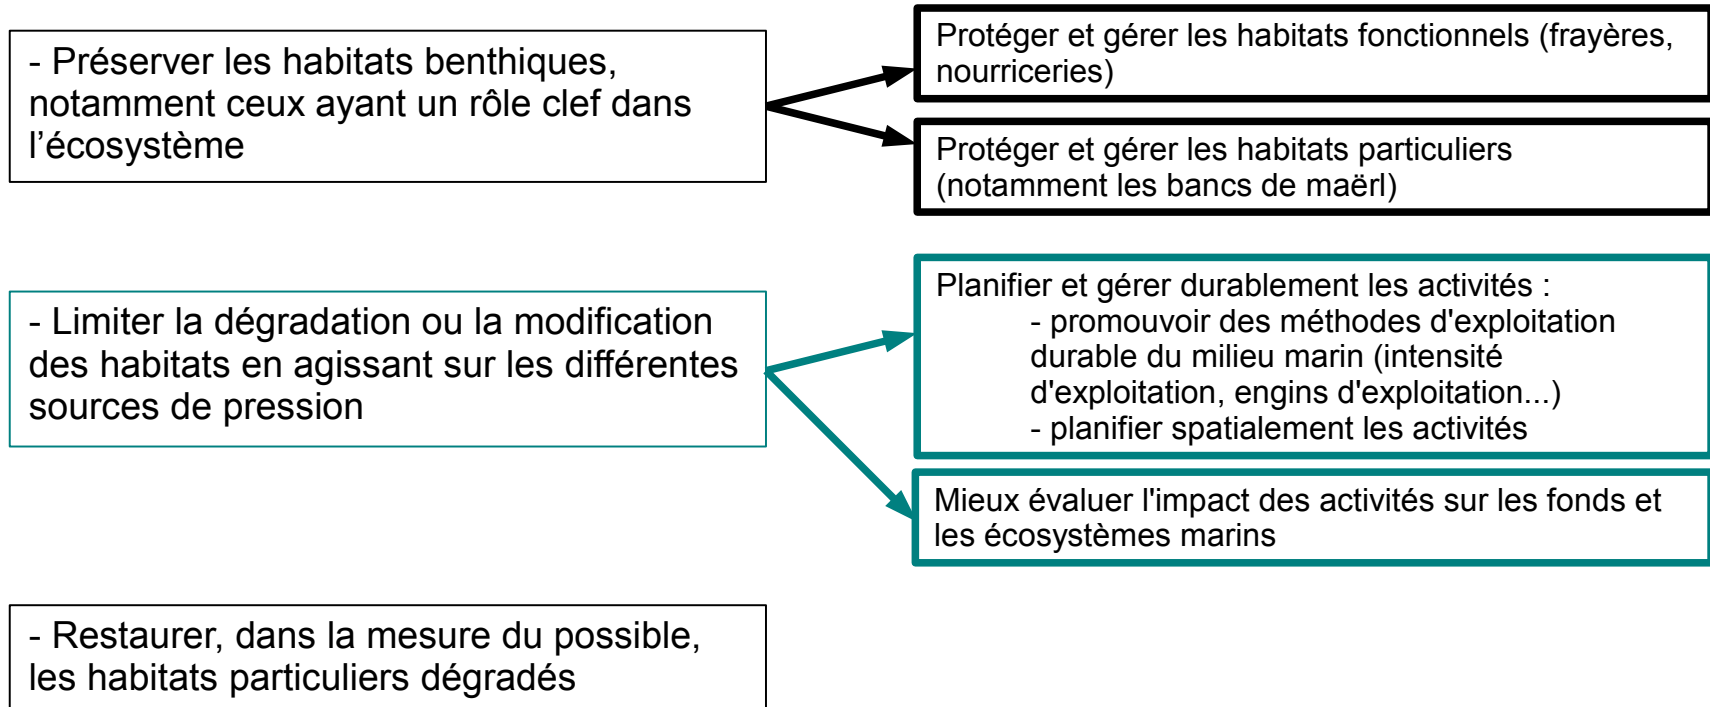 - Préserver les habitats benthiques,
notamment ceux ayant un rôle clef dans
l’écosystème
Protéger et gérer les habitats fonctionnels (frayères,
nourriceries)
Protéger et gérer les habitats particuliers
(notamment les bancs de maërl)
- Limiter la dégradation ou la modification
des habitats en agissant sur les différentes
sources de pression
Planifier et gérer durablement les activités :
- promouvoir des méthodes d'exploitation
durable du milieu marin (intensité
d'exploitation, engins d'exploitation...)
- planifier spatialement les activités
Mieux évaluer l'impact des activités sur les fonds et
les écosystèmes marins
- Restaurer, dans la mesure du possible,
les habitats particuliers dégradés